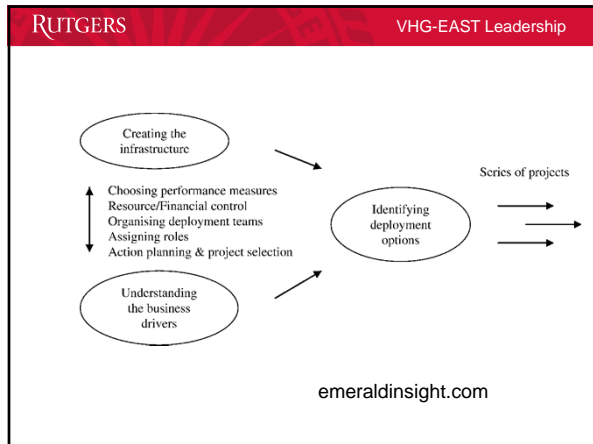 RUTGERS
VHG-EAST Leadership
Creating the
infrastructure
Series of projects
Choosing performance measures
Resource/Financial control
Organising deployment teams
Assigning roles
Action planning & project selection
Identifying
deployment
options
Understanding
the business
drivers
emeraldinsight.com